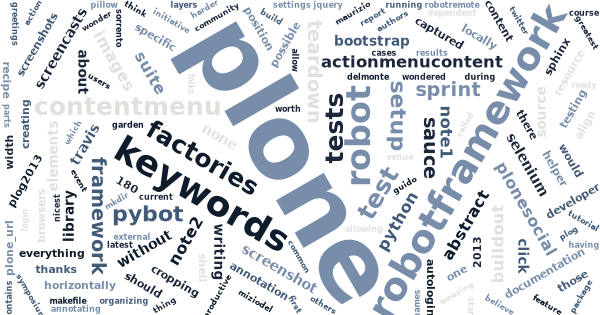 greetings
action
screenshots
pillow
think
wonder
sorrento
layers
initiative
harder
community
specific
position
build
possible
settings
jquery
maurizio
report
authors
running
robotremote
dependent
captured
locally
content
twitter
course
greatest
recipe
parts
screencasts
about
users
images
suite
folks
plone
allow
teardown
bootstrap
cases
results
actionmenucontent
delmonte
wondered
during
sphinx
resource
ready
testing
align
width
creating
contentmenu
worth
tests
robot
setup
sprint
note1
sauce
called
robotframework
source
there
helper
would
selenium
plog2013
elements
which
travis
garden
factories
none
keywords
venue
test
guido
python
event
framework
180
mkdir
current
login
browsers
nicest
library
pybot
external
latest
without
note2
writing
shell
common
allowing
abstract
2013
buildout
plonesocial
click
developer
tutorial
plog
having
plone_url
everything
thanks
horizontally
should
cropping
thing
screenshot
annotation
first
others
miziodel
autologin
one
amazing
star
documentation
those
package
believe
feature
symposium
makefile
organizing
annotating